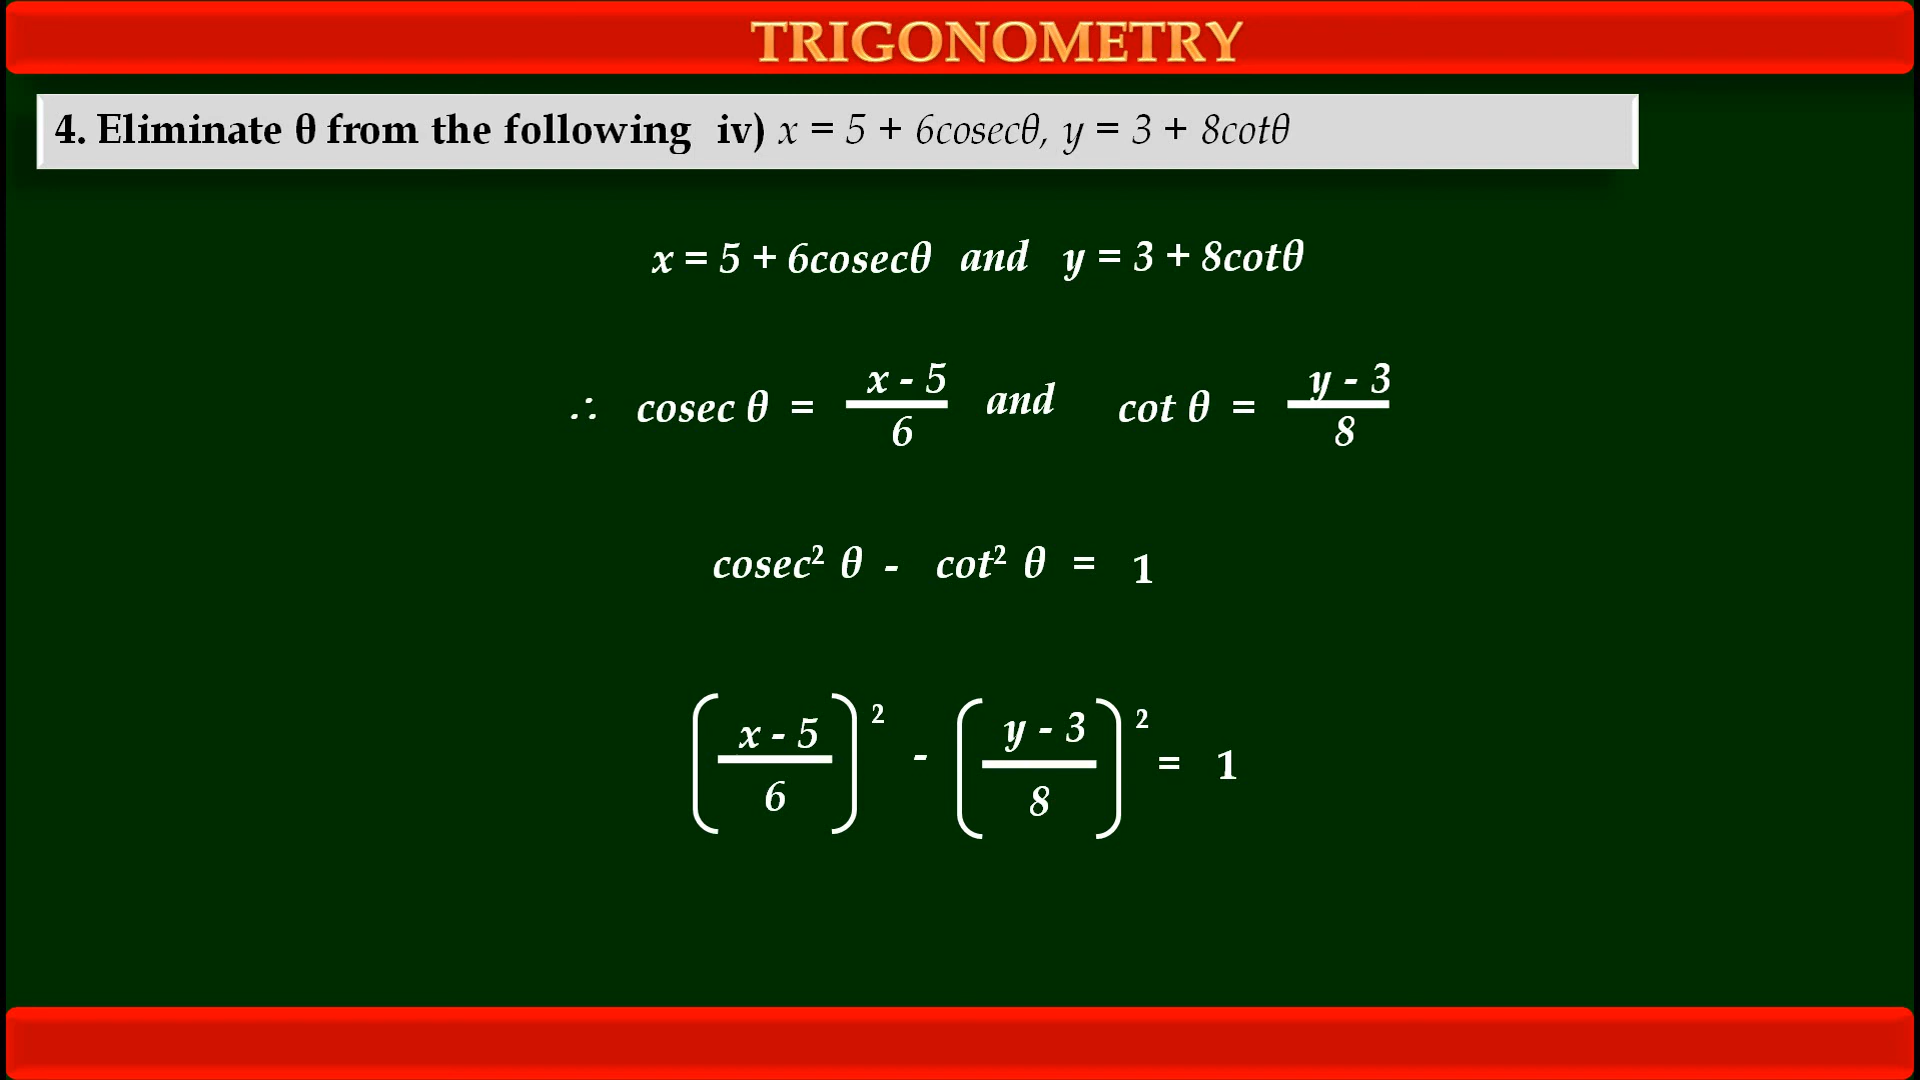 TRIGONOMETRY
4. Eliminate θ from the following iv) x = 5 + 6cosecθ, y = 3 + 8cotθ
x = 5 + 6cosecθ and y = 3 + 8cotθ
∴ cosec θ = x - 5 / 6 and cot θ = y - 3 / 8
cosec² θ - cot² θ = 1
(x - 5 / 6)² - (y - 3 / 8)² = 1